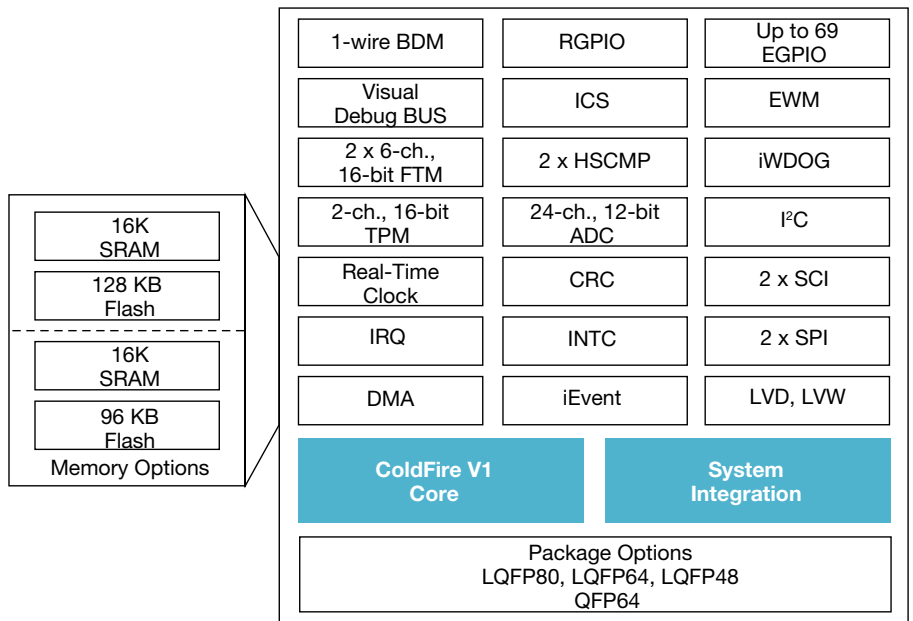 1-wire BDM
RGPIO
Up to 69
EGPIO
Visual
Debug BUS
ICS
EWM
2 x 6-ch.,
16-bit FTM
2 x HSCMP
iWDOG
2-ch., 16-bit
TPM
24-ch., 12-bit
ADC
I²C
Real-Time
Clock
CRC
2 x SCI
IRQ
INTC
2 x SPI
DMA
iEvent
LVD, LVW
16K
SRAM
128 KB
Flash
16K
SRAM
96 KB
Flash
Memory Options
ColdFire V1
Core
System
Integration
Package Options
LQFP80, LQFP64, LQFP48
QFP64